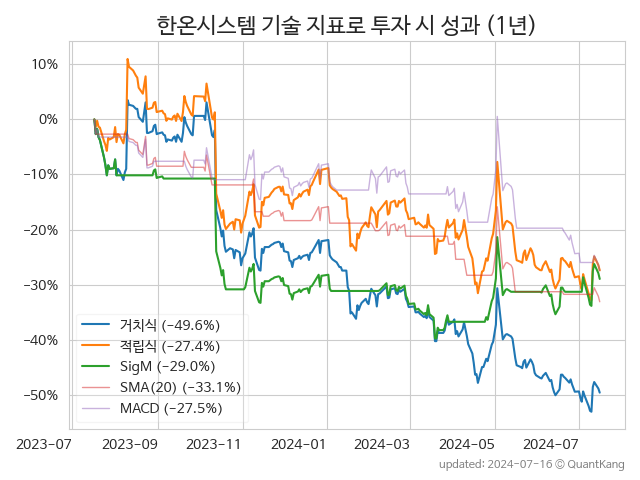 한온시스템 기술 지표로 투자 시 성과 (1년)
10%
0%
−10%
−20%
−30%
−40%
−50%
거치식 (−49.6%)
적립식 (−27.4%)
SigM (−29.0%)
SMA(20) (−33.1%)
MACD (−27.5%)
2023-07
2023-09
2023-11
2024-01
2024-03
2024-05
2024-07
updated: 2024-07-16 © QuantKang